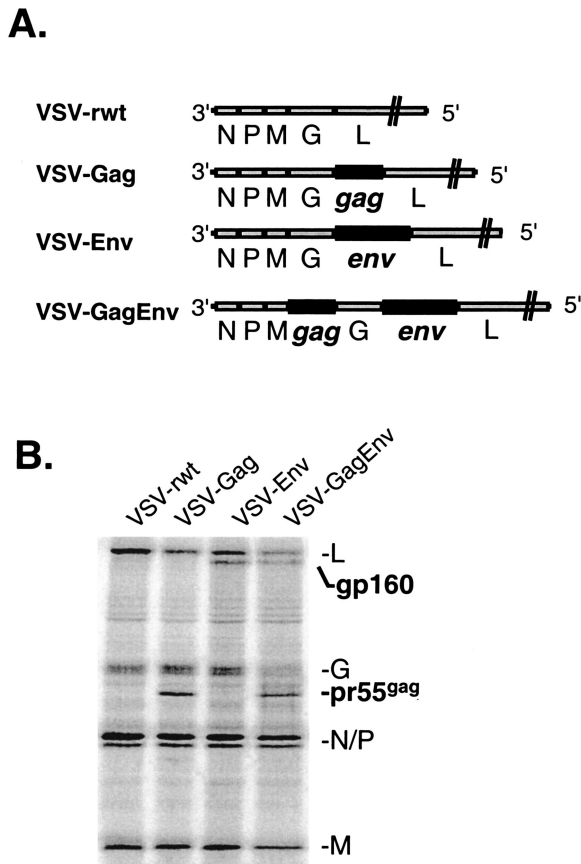 A.
VSV-rwt 3' 5'
N P M G L
VSV-Gag 3' 5'
N P M G gag L
VSV-Env 3' 5'
N P M G env L
VSV-GagEnv 3' 5'
N P M gag G env L
B.
VSV-rwt VSV-Gag VSV-Env VSV-GagEnv
-L
gp160
-G
-pr55gag
-N/P
-M